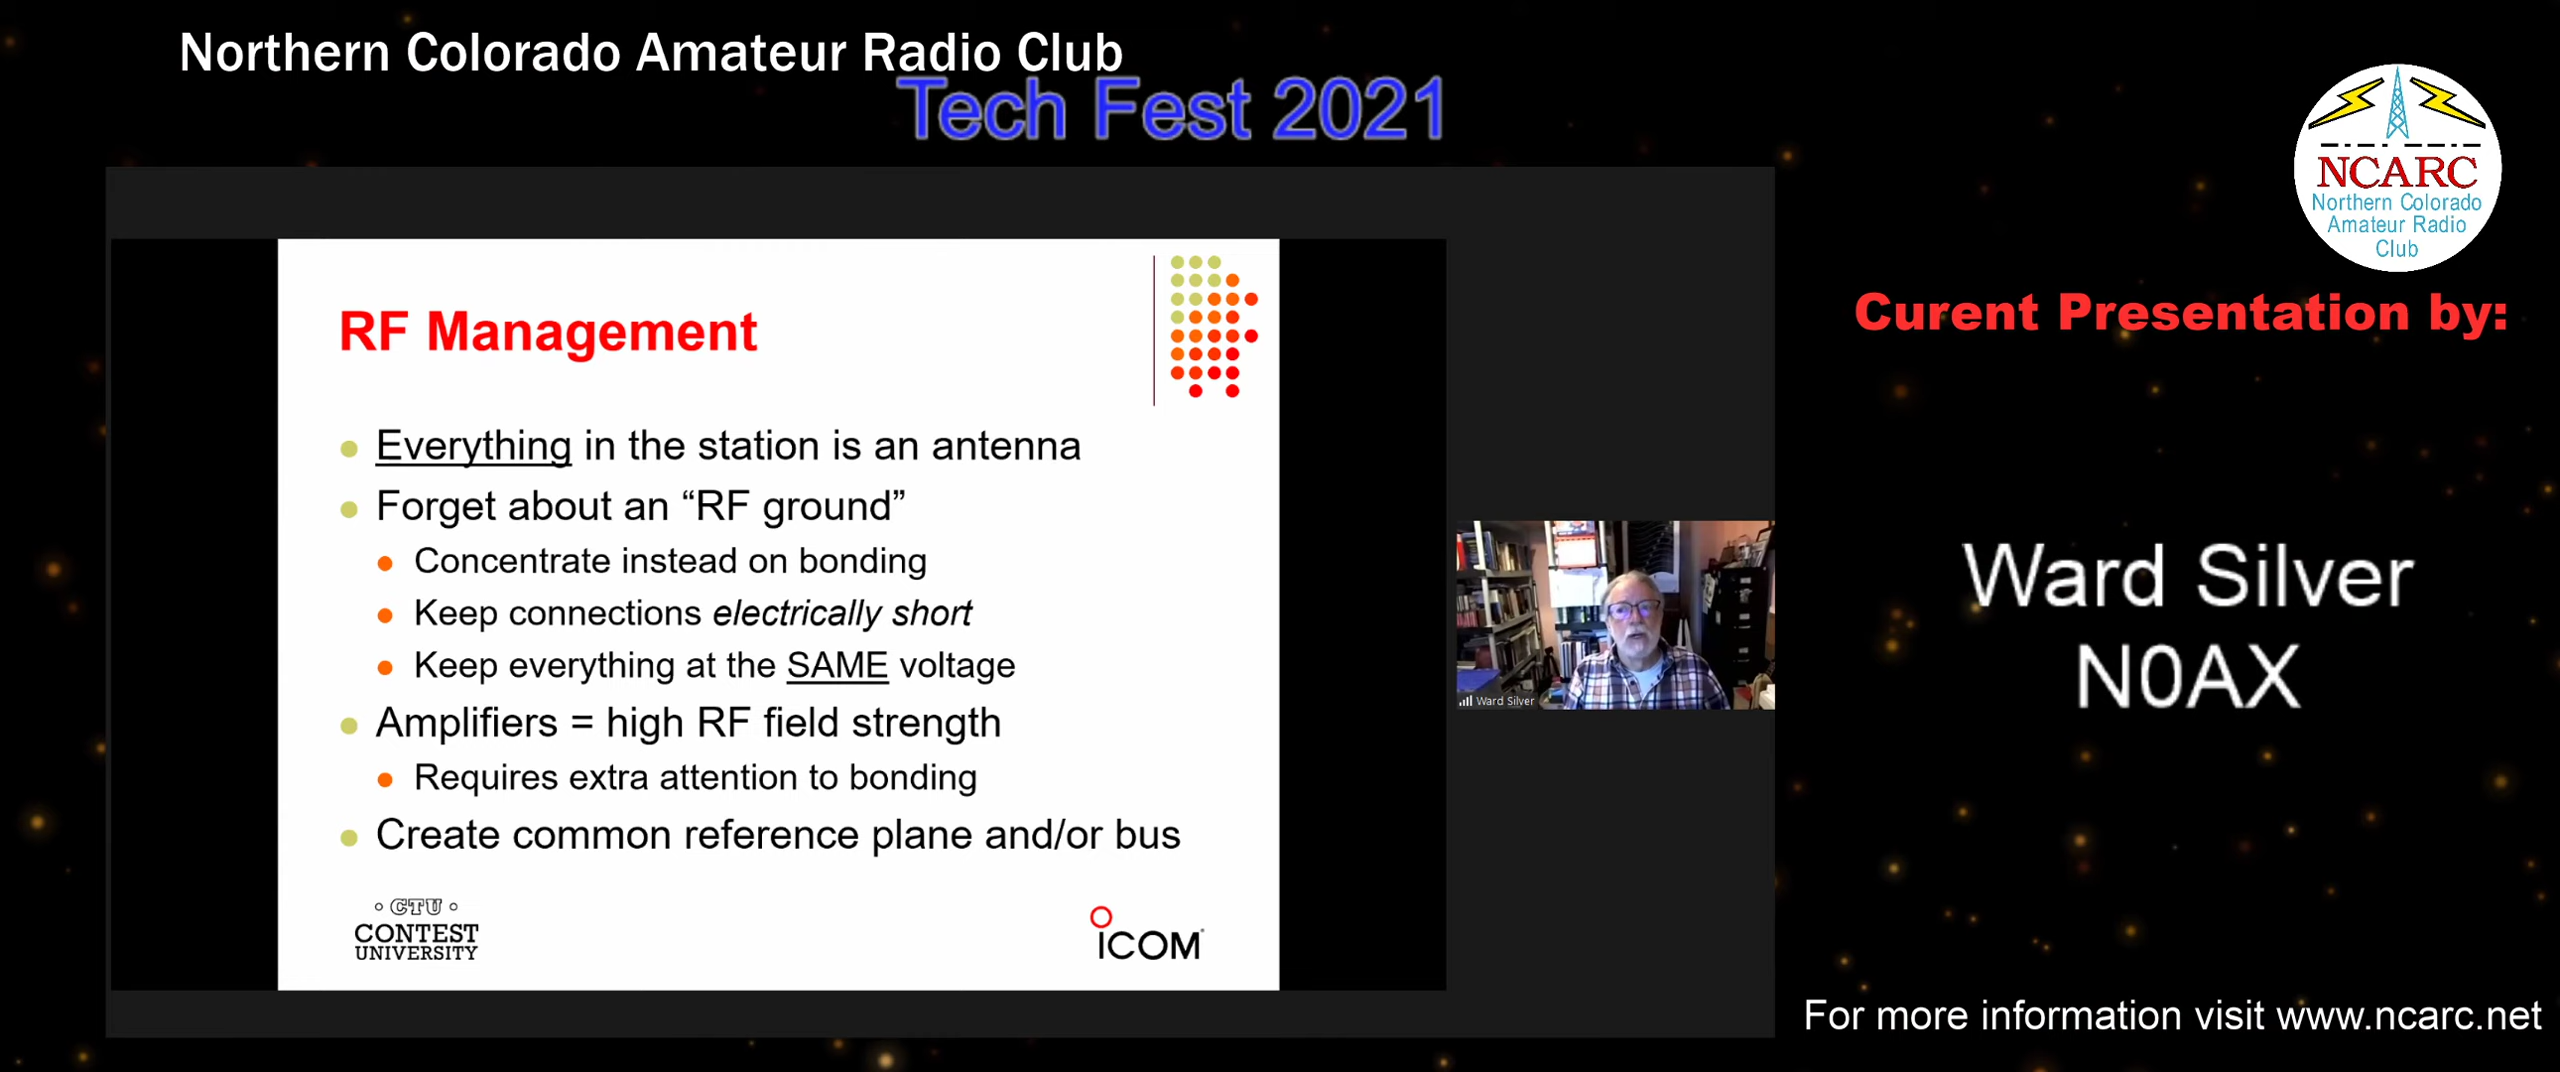 Northern Colorado Amateur Radio Club
Tech Fest 2021
NCARC
Northern Colorado
Amateur Radio
Club
Curent Presentation by:
RF Management
Everything in the station is an antenna
Forget about an “RF ground”
Concentrate instead on bonding
Keep connections electrically short
Keep everything at the SAME voltage
Amplifiers = high RF field strength
Requires extra attention to bonding
Create common reference plane and/or bus
CTU
CONTEST
UNIVERSITY
ICOM
Ward Silver
Ward Silver
N0AX
For more information visit www.ncarc.net